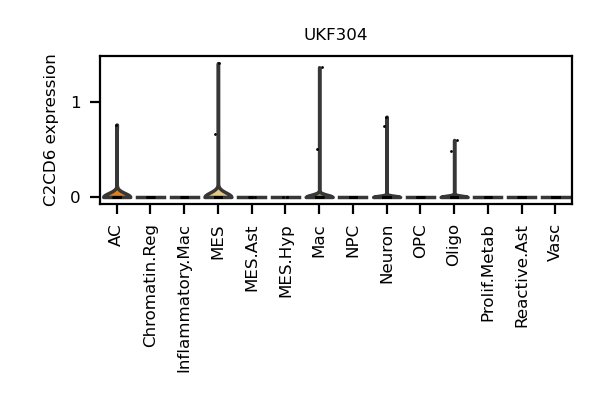 UKF304
C2CD6 expression
1
0
AC
Chromatin.Reg
Inflammatory.Mac
MES
MES.Ast
MES.Hyp
Mac
NPC
Neuron
OPC
Oligo
Prolif.Metab
Reactive.Ast
Vasc